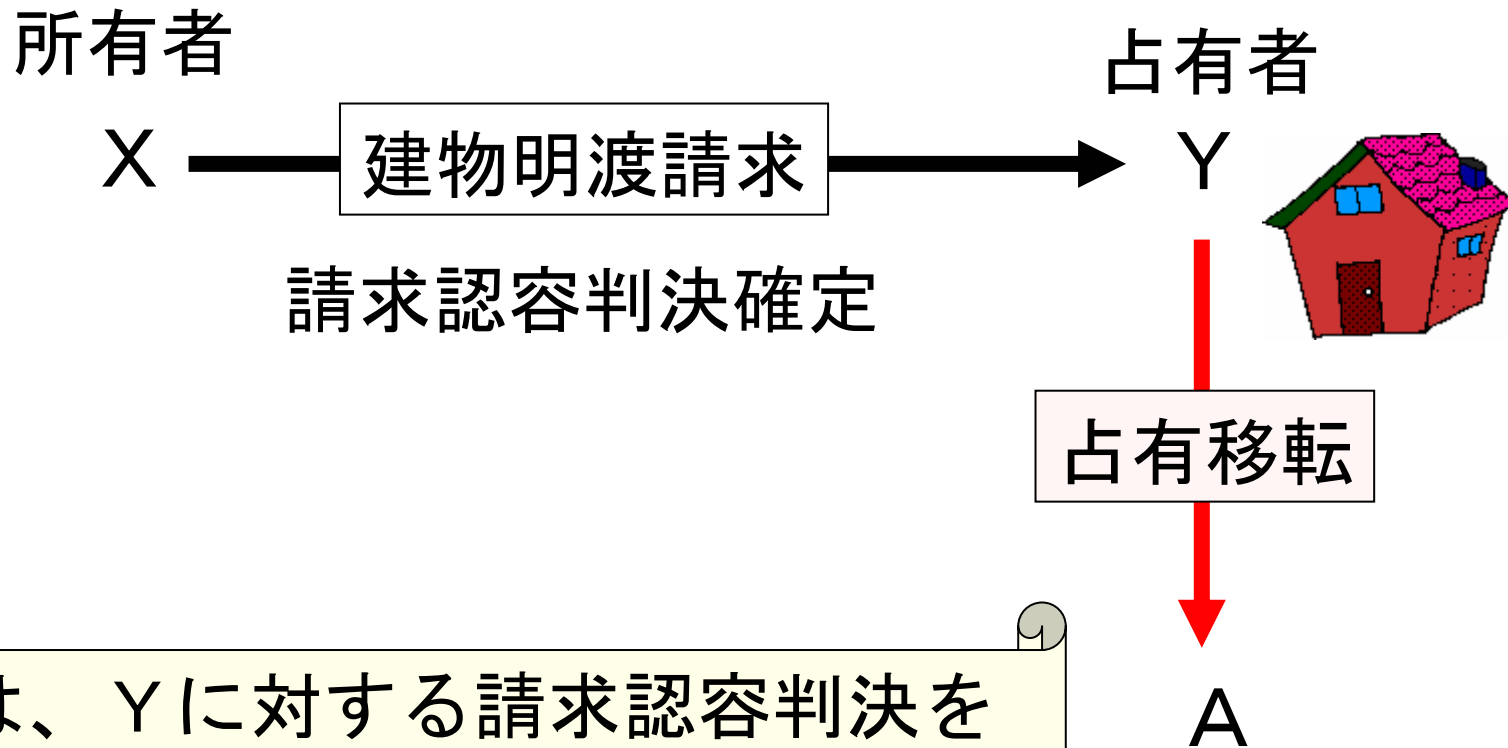 所有者
占有者
X
建物明渡請求
Y
請求認容判決確定
占有移転
は、Yに対する請求認容判決を
A